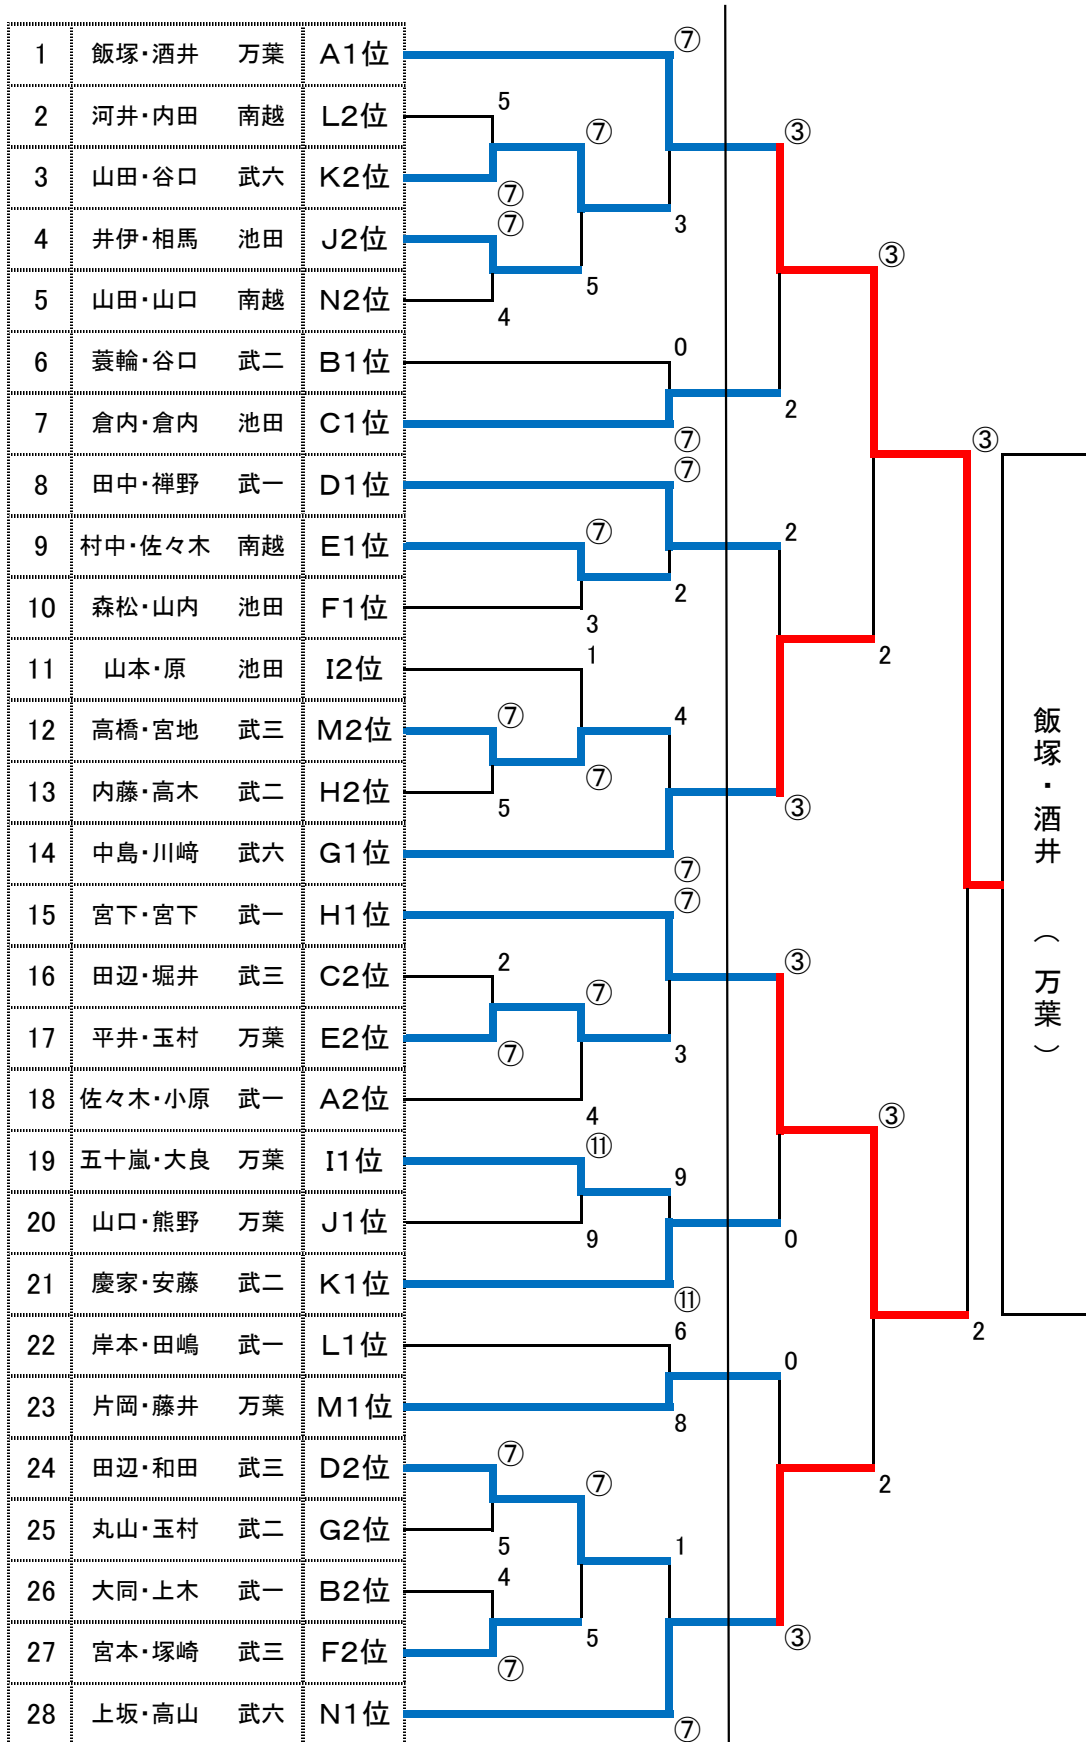 1 飯塚・酒井 万葉 A1位 ⑦
2 河井・内田 南越 L2位 5 ⑦ ③
3 山田・谷口 武六 K2位 ⑦
4 井伊・相馬 池田 J2位 ⑦ 3 ③
5 山田・山口 南越 N2位 4 5
6 蓑輪・谷口 武二 B1位 0
7 倉内・倉内 池田 C1位 ⑦ 2 ③
8 田中・禅野 武一 D1位 ⑦
9 村中・佐々木 南越 E1位 ⑦ 2
10 森松・山内 池田 F1位 3 2
11 山本・原 池田 I2位 1 2
12 高橋・宮地 武三 M2位 ⑦ 4
13 内藤・高木 武二 H2位 5 ⑦ ③
14 中島・川﨑 武六 G1位 ⑦
15 宮下・宮下 武一 H1位 ⑦
16 田辺・堀井 武三 C2位 2 ⑦ ③
17 平井・玉村 万葉 E2位 ⑦ 3
18 佐々木・小原 武一 A2位 4 ③
19 五十嵐・大良 万葉 I1位 ⑪ 9
20 山口・熊野 万葉 J1位 9 0
21 慶家・安藤 武二 K1位 ⑪
22 岸本・田嶋 武一 L1位 6 0 2
23 片岡・藤井 万葉 M1位 8
24 田辺・和田 武三 D2位 ⑦ ⑦ 2
25 丸山・玉村 武二 G2位 5 1
26 大同・上木 武一 B2位 4
27 宮本・塚崎 武三 F2位 ⑦ 5 ③
28 上坂・高山 武六 N1位 ⑦
飯塚・酒井 （万葉）